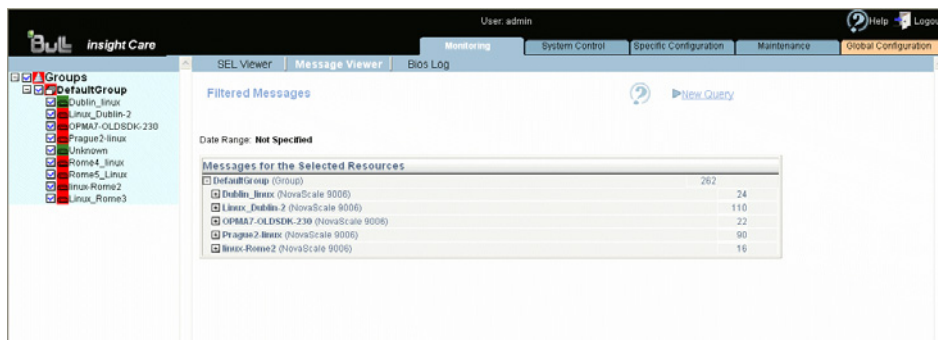 User: admin
Help Logou
Bull insight Care
Monitoring System Control Specific Configuration Maintenance Global Configuration
SEL Viewer Message Viewer Bios Log
Groups
DefaultGroup
Dublin_linux
Linux_Dublin-2
OPMA7-OLDSDK-230
Prague2-linux
Unknown
Rome4_linux
Rome5_Linux
linux-Rome2
Linux_Rome3
Filtered Messages
New Query
Date Range: Not Specified
Messages for the Selected Resources
DefaultGroup (Group) 262
Dublin_linux (NovaScale 9006) 24
Linux_Dublin-2 (NovaScale 9006) 110
OPMA7-OLDSDK-230 (NovaScale 9006) 22
Prague2-linux (NovaScale 9006) 90
linux-Rome2 (NovaScale 9006) 16